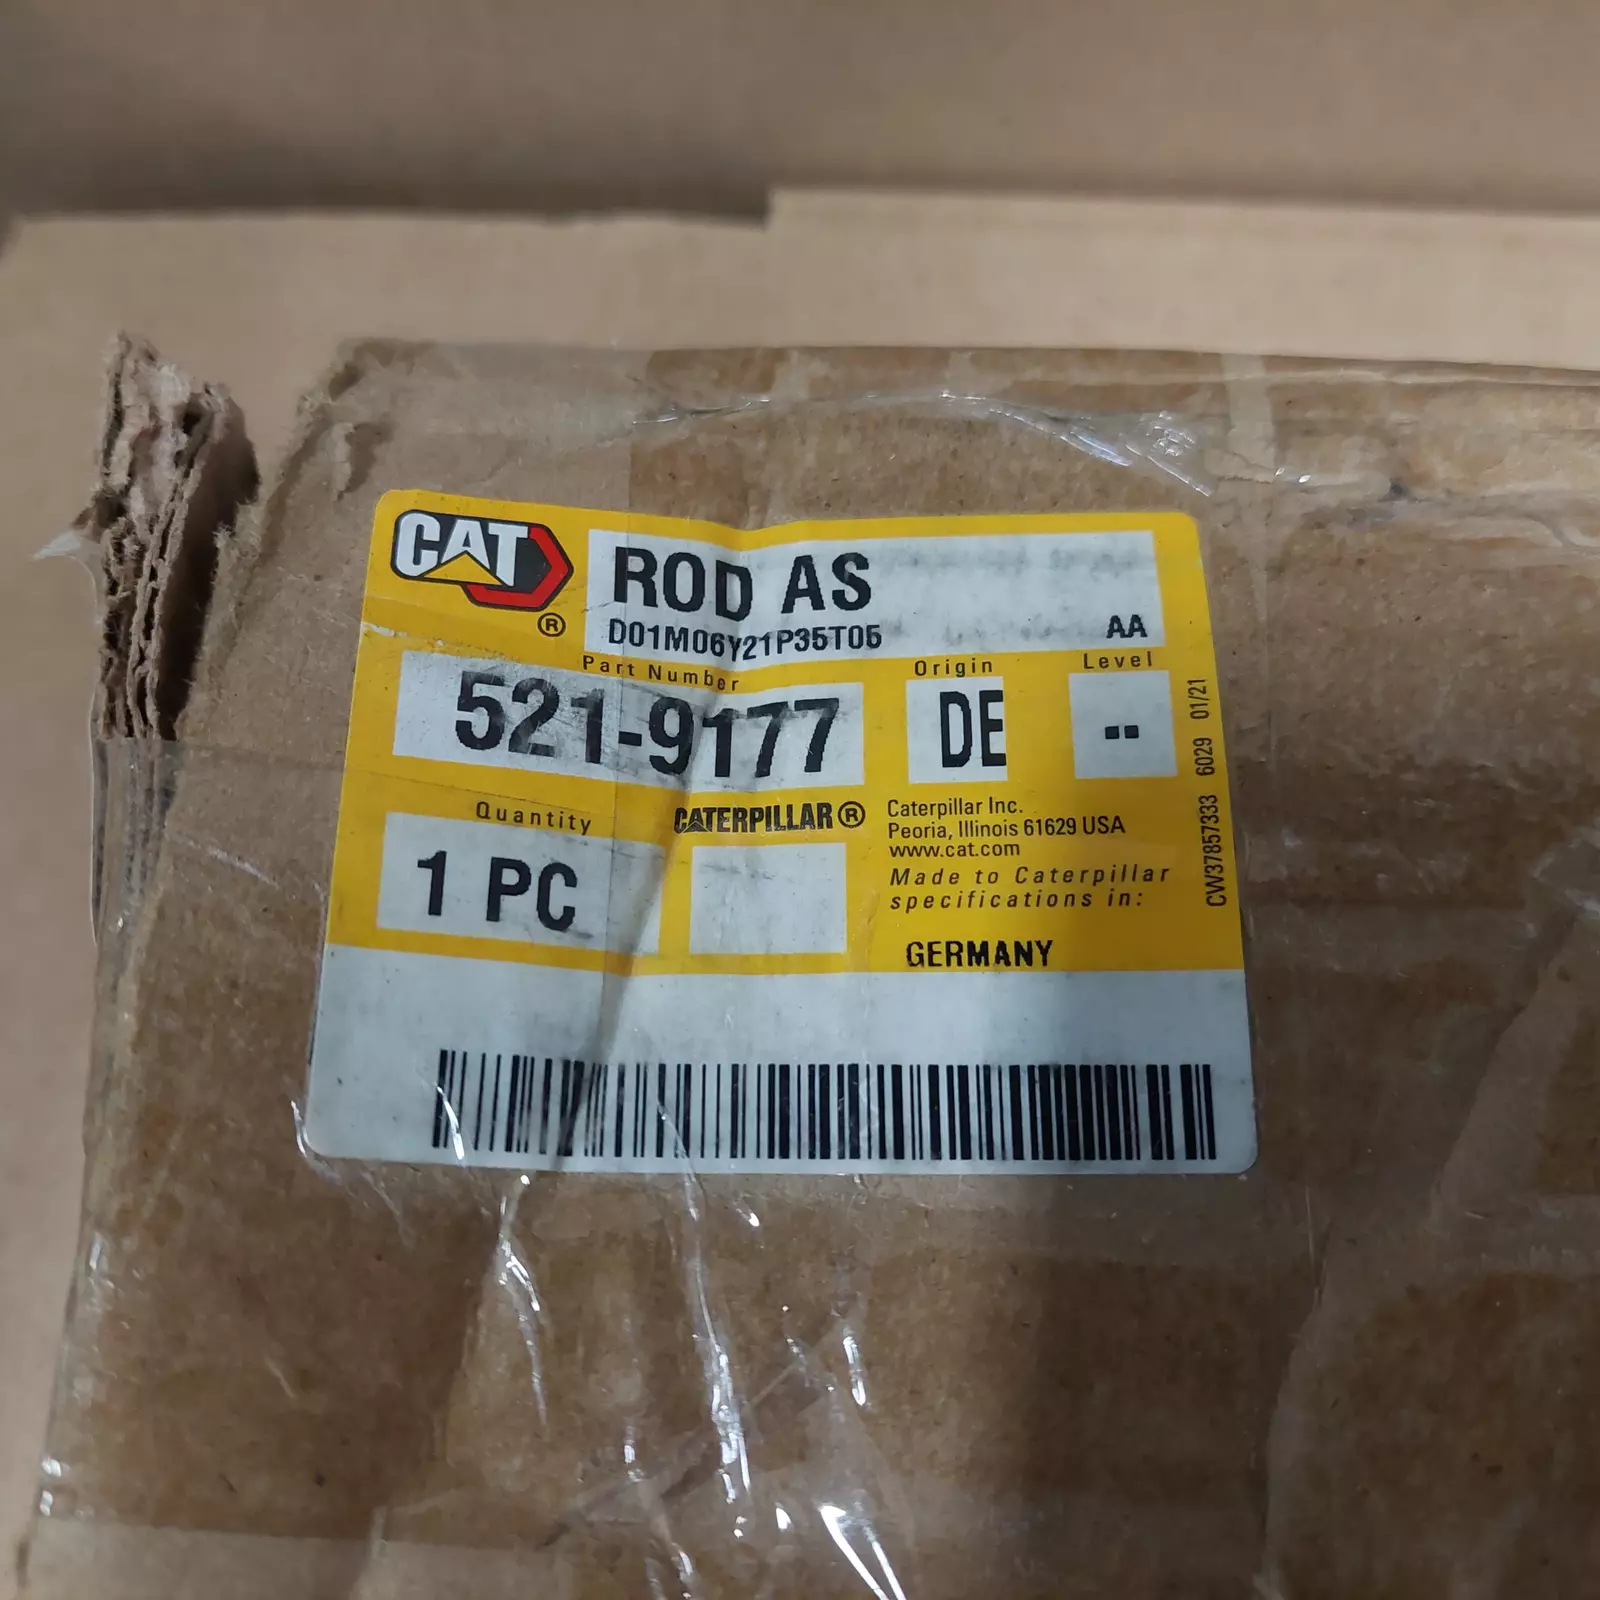 CAT
®
ROD AS
D01M06Y21P35T05
AA
Part Number
Origin
Level
521-9177
DE
--
Quantity
CATERPILLAR®
1 PC
Caterpillar Inc.
Peoria, Illinois 61629 USA
www.cat.com
Made to Caterpillar
specifications in:
GERMANY
CW37857333 6029 01/21